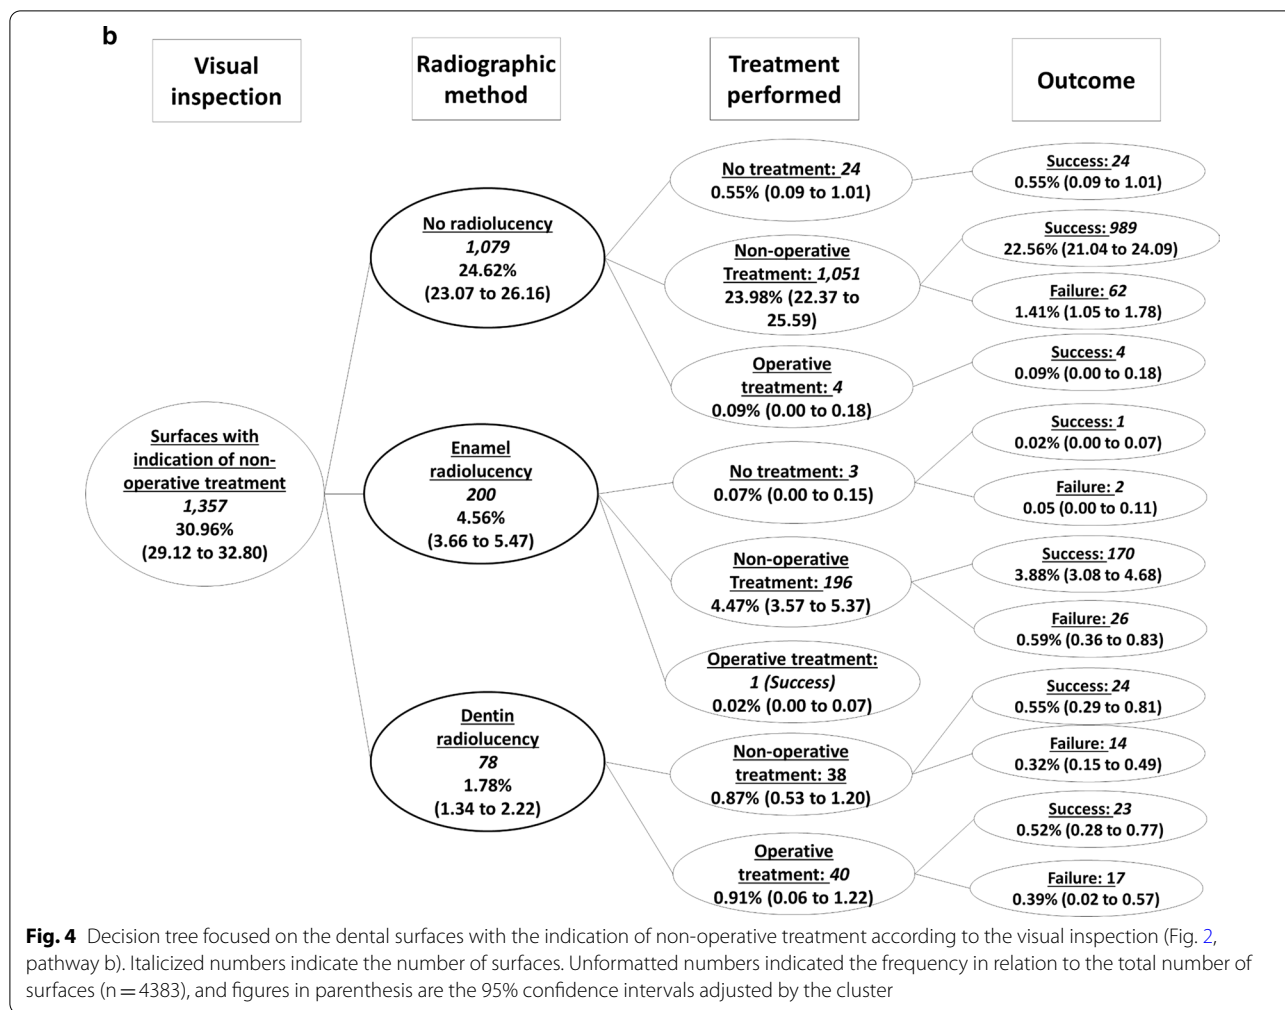 b
Visual
inspection
Radiographic
method
Treatment
performed
Outcome
Surfaces with
indication of non-
operative treatment
1,357
30.96%
(29.12 to 32.80)
No radiolucency
1,079
24.62%
(23.07 to 26.16)
Enamel
radiolucency
200
4.56%
(3.66 to 5.47)
Dentin
radiolucency
78
1.78%
(1.34 to 2.22)
No treatment: 24
0.55% (0.09 to 1.01)
Non-operative
Treatment: 1,051
23.98% (22.37 to
25.59)
Operative
treatment: 4
0.09% (0.00 to 0.18)
No treatment: 3
0.07% (0.00 to 0.15)
Non-operative
Treatment: 196
4.47% (3.57 to 5.37)
Operative treatment:
1 (Success)
0.02% (0.00 to 0.07)
Non-operative
treatment: 38
0.87% (0.53 to 1.20)
Operative
treatment: 40
0.91% (0.06 to 1.22)
Success: 24
0.55% (0.09 to 1.01)
Success: 989
22.56% (21.04 to 24.09)
Failure: 62
1.41% (1.05 to 1.78)
Success: 4
0.09% (0.00 to 0.18)
Success: 1
0.02% (0.00 to 0.07)
Failure: 2
0.05 (0.00 to 0.11)
Success: 170
3.88% (3.08 to 4.68)
Failure: 26
0.59% (0.36 to 0.83)
Success: 24
0.55% (0.29 to 0.81)
Failure: 14
0.32% (0.15 to 0.49)
Success: 23
0.52% (0.28 to 0.77)
Failure: 17
0.39% (0.02 to 0.57)
Fig. 4 Decision tree focused on the dental surfaces with the indication of non-operative treatment according to the visual inspection (Fig. 2,
pathway b). Italicized numbers indicate the number of surfaces. Unformatted numbers indicated the frequency in relation to the total number of
surfaces (n = 4383), and figures in parenthesis are the 95% confidence intervals adjusted by the cluster